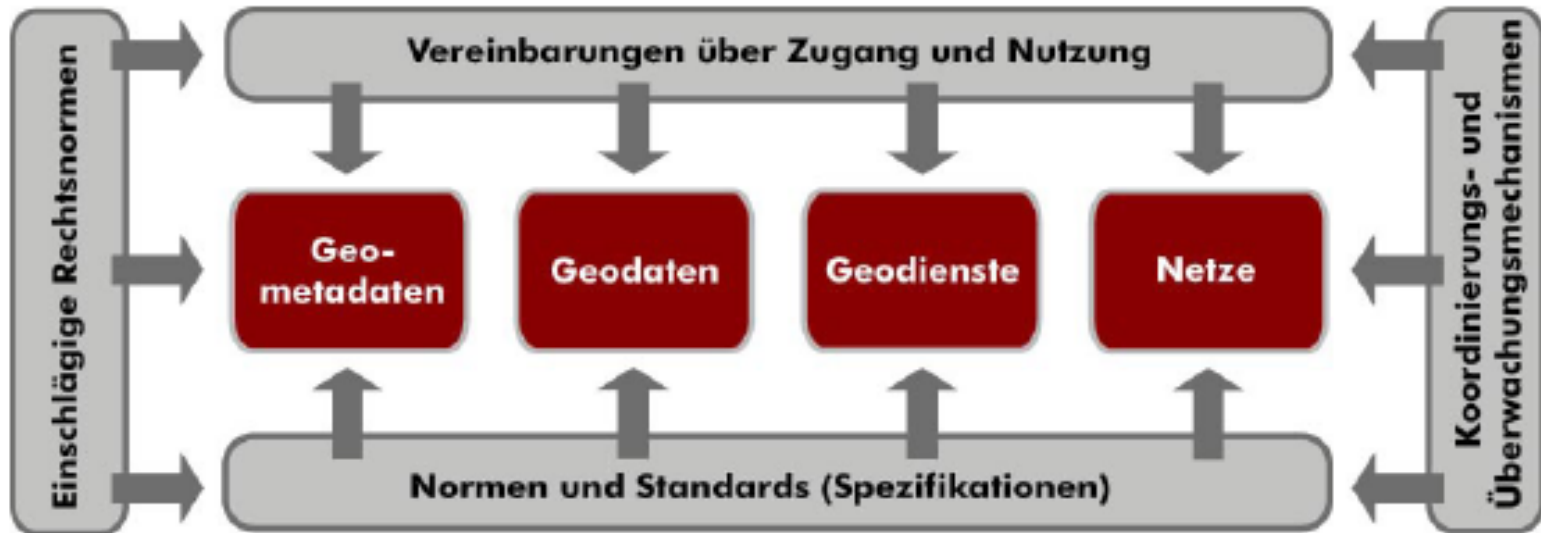 Einschlägige Rechtsnormen
Vereinbarungen über Zugang und Nutzung
Geo-
metadaten
Geodaten
Geodienste
Netze
Normen und Standards (Spezifikationen)
Koordinierungs- und
Überwachungsmechanismen